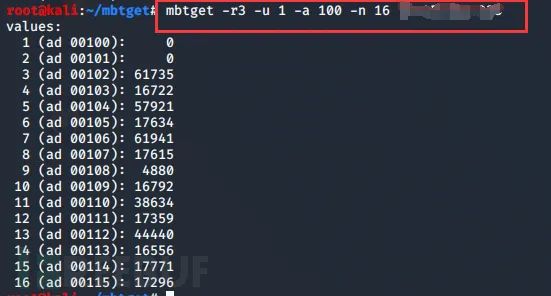 root@kali:~/mbtget# mbtget -r3 -u 1 -a 100 -n 16
values:
1 (ad 00100): 0
2 (ad 00101): 0
3 (ad 00102): 61735
4 (ad 00103): 16722
5 (ad 00104): 57921
6 (ad 00105): 17634
7 (ad 00106): 61941
8 (ad 00107): 17615
9 (ad 00108): 4880
10 (ad 00109): 16792
11 (ad 00110): 38634
12 (ad 00111): 17359
13 (ad 00112): 44440
14 (ad 00113): 16556
15 (ad 00114): 17771
16 (ad 00115): 17296
root@kali:~/mbtget#